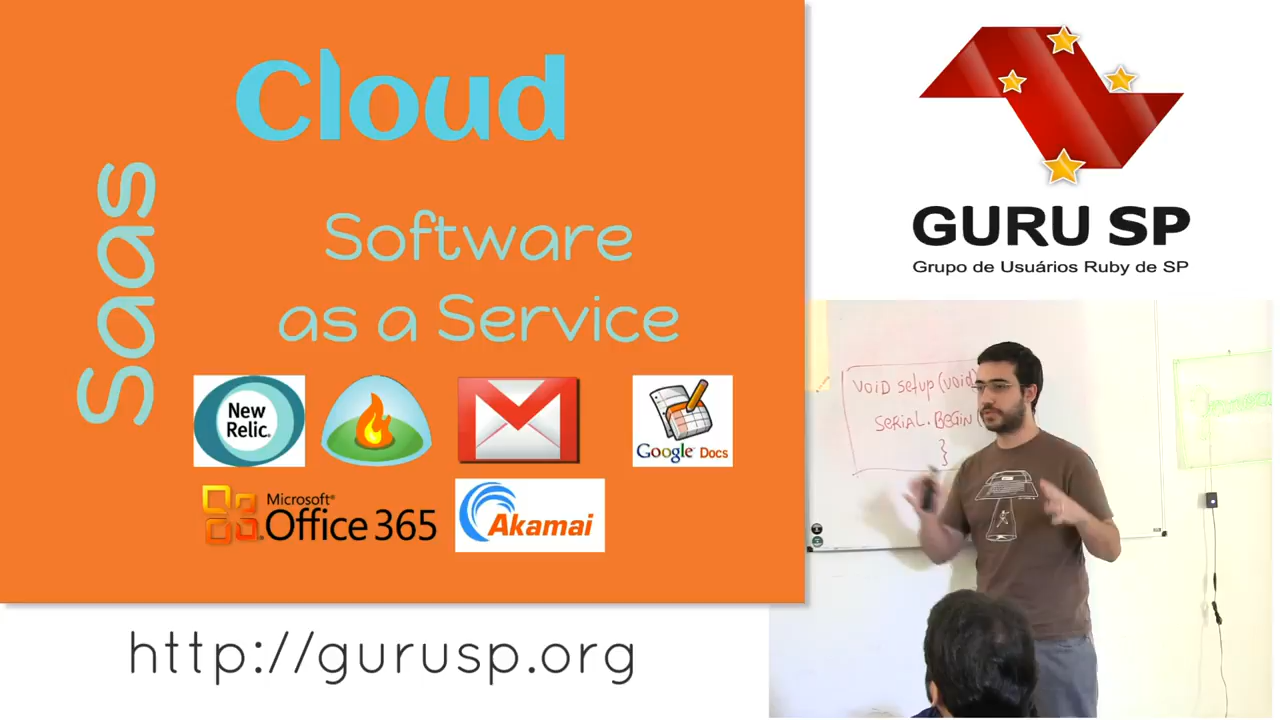 Cloud
Saas
Software
as a Service
New
Relic.
Google Docs
Microsoft®
Office 365
Akamai
http://gurusp.org
GURU SP
Grupo de Usuários Ruby de SP
void setup(void)
SERIAL.BEGIN(
}